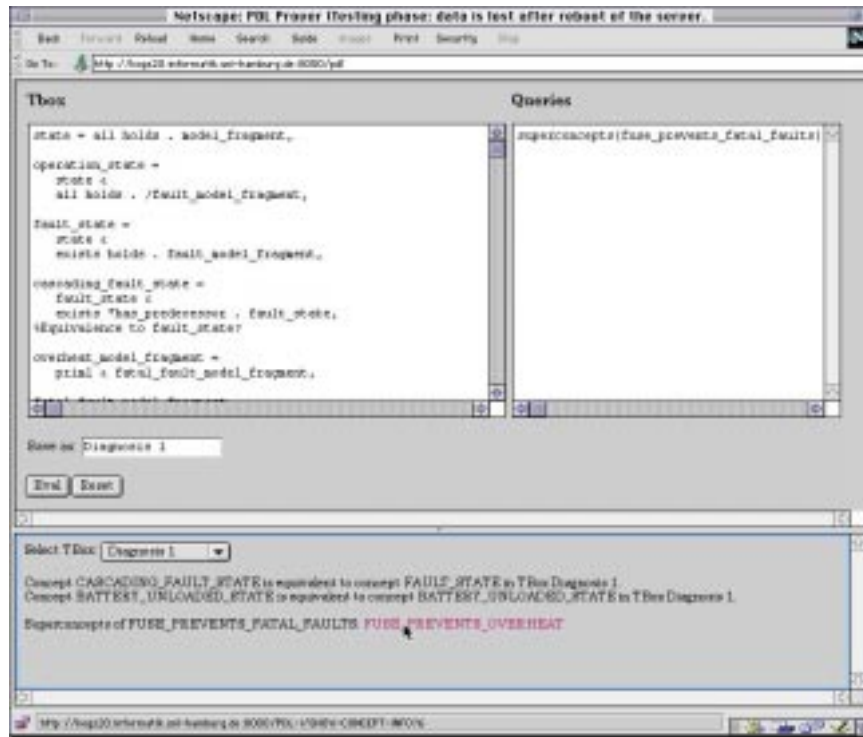 Netscape: PDL Prover (Testing phase: data is lost after reboot of the server.
Back Forward Reload Home Search Guide Images Print Security Stop
Go To:
Tbox
Queries
state = all holds . model_fragment,
operation_state =
state &
all holds . /fault_model_fragment,
fault_state =
state &
exists holds . fault_model_fragment,
cascading_fault_state =
fault_state &
exists ^has_predecessor . fault_state,
%Equivalence to fault_state?
overheat_model_fragment =
prim1 & fatal_fault_model_fragment,
superconcepts(fuse_prevents_fatal_faults)
Save as: Diagnosis 1
Eval Reset
Select TBox: Diagnosis 1
Concept CASCADING_FAULT_STATE is equivalent to concept FAULT_STATE in TBox Diagnosis 1.
Concept BATTERY_UNLOADED_STATE is equivalent to concept BATTERY_UNLOADED_STATE in TBox Diagnosis 1.
Superconcepts of FUSE_PREVENTS_FATAL_FAULTS: FUSE_PREVENTS_OVERHEAT